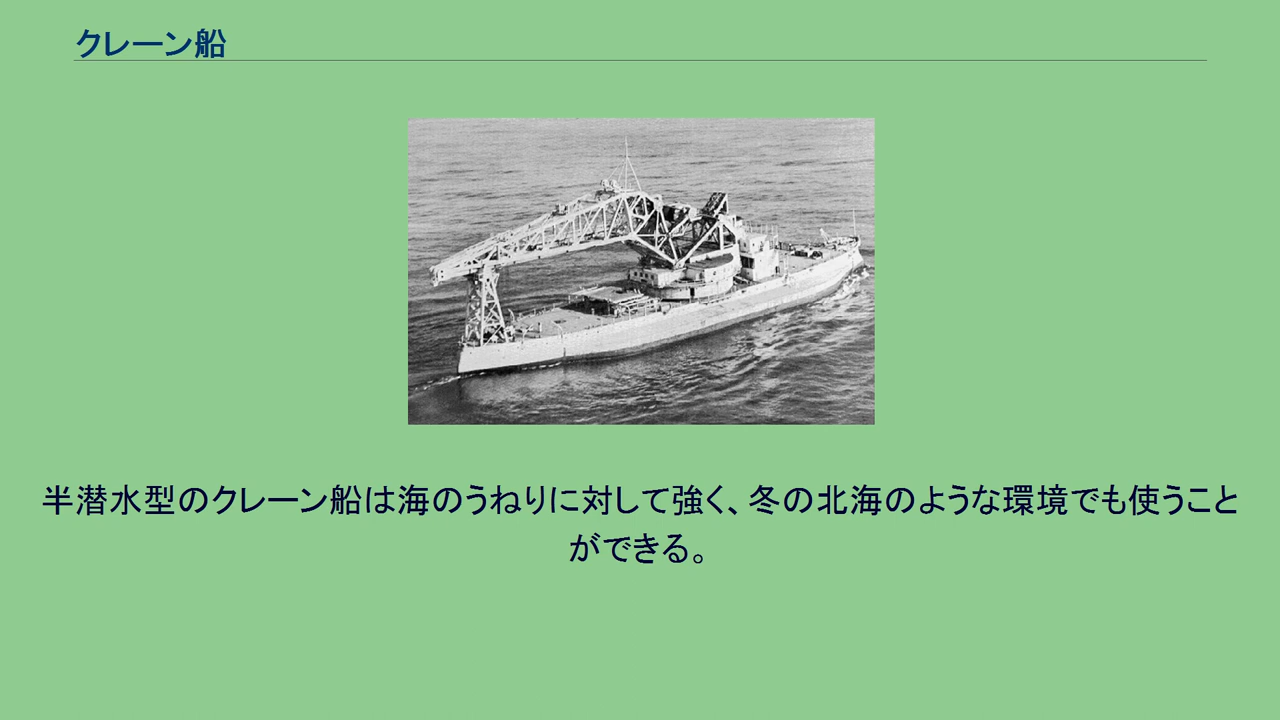 クレーン船
半潜水型のクレーン船は海のうねりに対して強く、冬の北海のような環境でも使うこと
ができる。